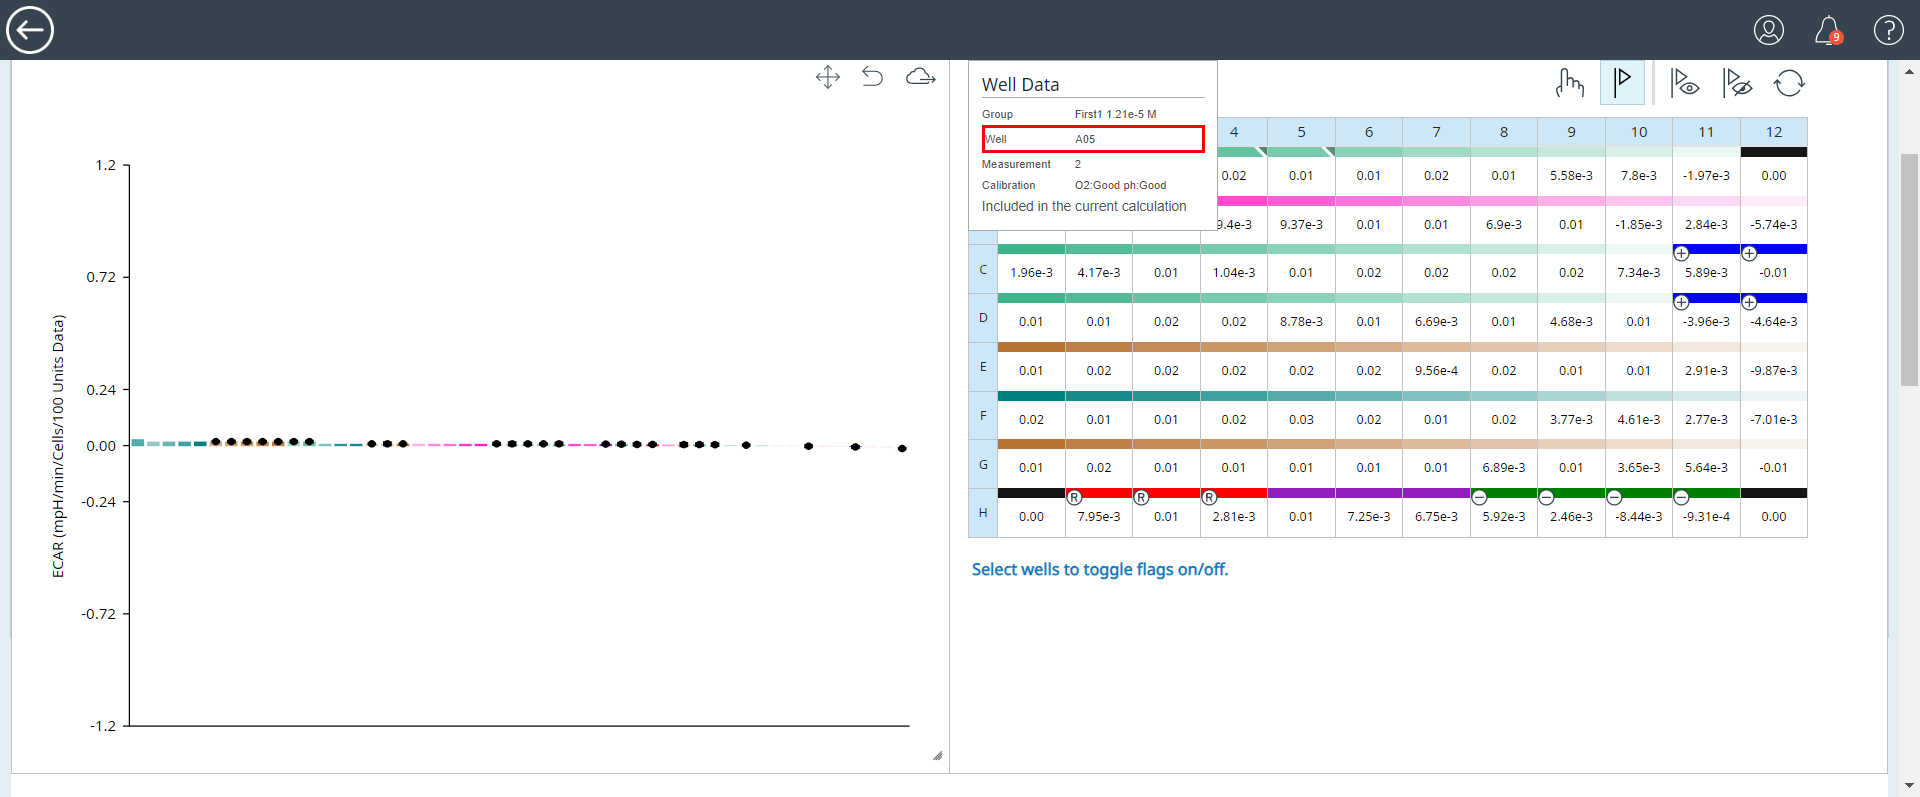 9
Well Data
Group First1 1.21e-5 M
Well A05
Measurement 2
Calibration O2:Good ph:Good
Included in the current calculation
1.2
0.72
0.24
0.00
-0.24
-0.72
-1.2
ECAR (mpH/min/Cells/100 Units Data)
4 5 6 7 8 9 10 11 12
0.02 0.01 0.01 0.02 0.01 5.58e-3 7.8e-3 -1.97e-3 0.00
9.4e-3 9.37e-3 0.01 0.01 6.9e-3 0.01 -1.85e-3 2.84e-3 -5.74e-3
C 1.96e-3 4.17e-3 0.01 1.04e-3 0.01 0.02 0.02 0.02 0.02 7.34e-3 5.89e-3 -0.01
D 0.01 0.01 0.02 0.02 8.78e-3 0.01 6.69e-3 0.01 4.68e-3 0.01 -3.96e-3 -4.64e-3
E 0.01 0.02 0.02 0.02 0.02 0.02 9.56e-4 0.02 0.01 0.01 2.91e-3 -9.87e-3
F 0.02 0.01 0.01 0.02 0.03 0.02 0.01 0.02 3.77e-3 4.61e-3 2.77e-3 -7.01e-3
G 0.01 0.02 0.01 0.01 0.01 0.01 0.01 6.89e-3 0.01 3.65e-3 5.64e-3 -0.01
R R R
H 0.00 7.95e-3 0.01 2.81e-3 0.01 7.25e-3 6.75e-3 5.92e-3 2.46e-3 -8.44e-3 -9.31e-4 0.00
Select wells to toggle flags on/off.